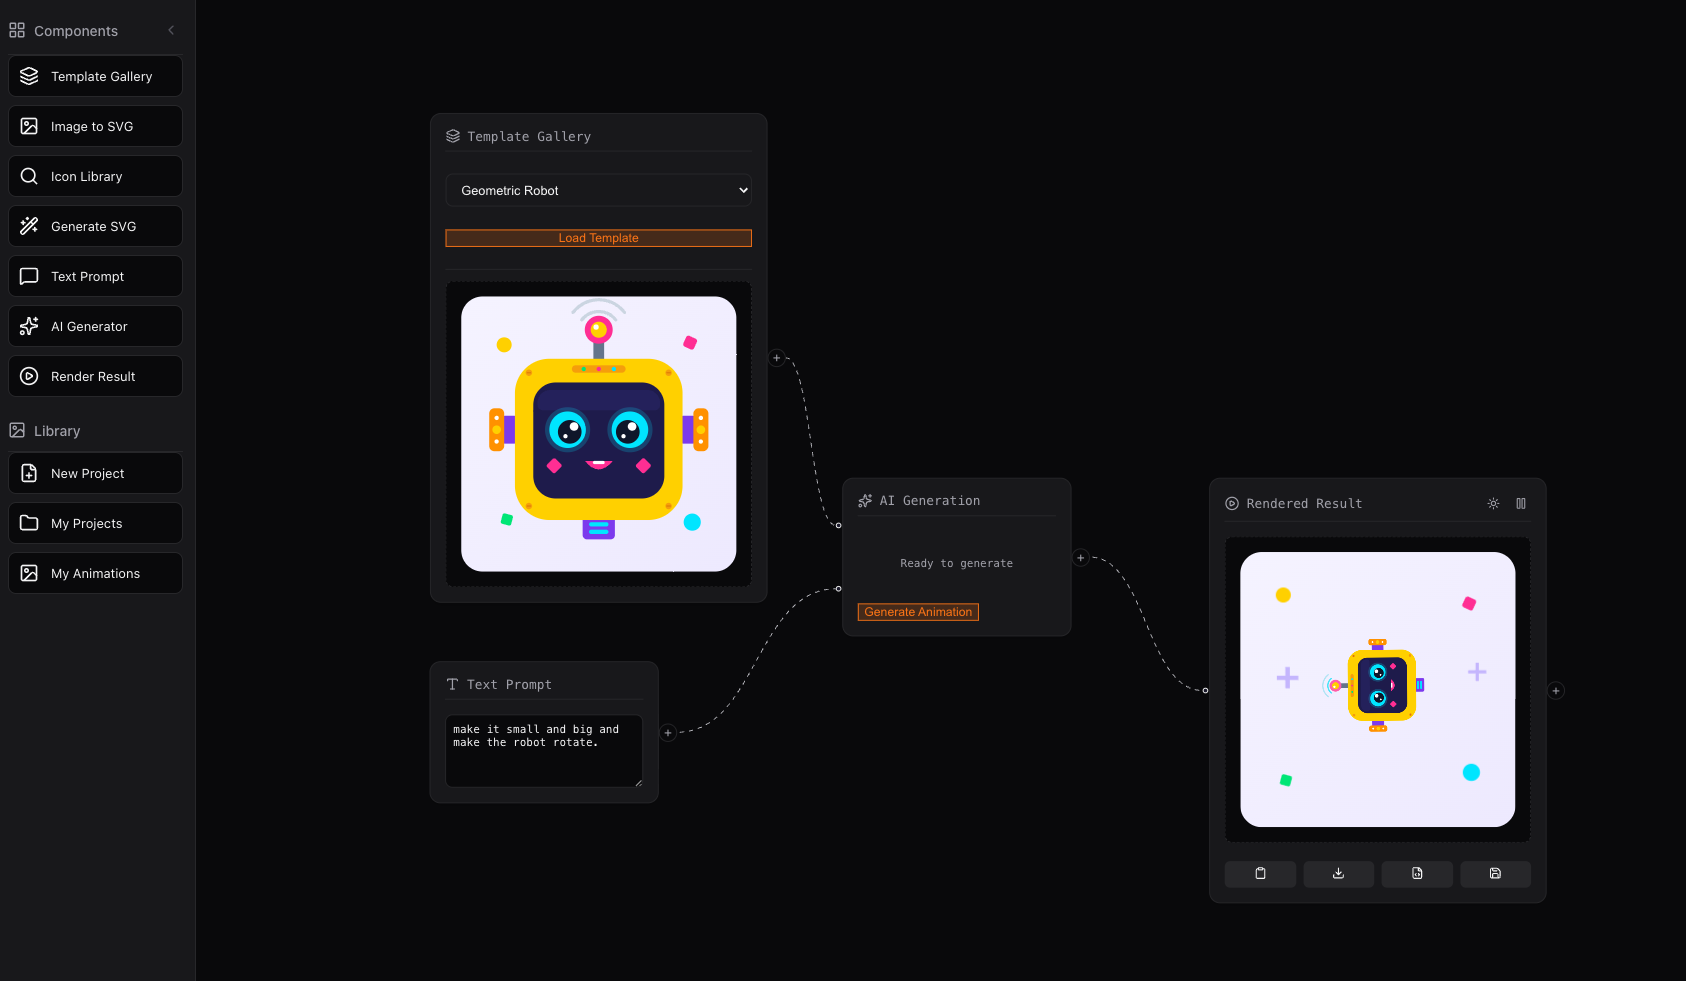 Components
Template Gallery
Image to SVG
Icon Library
Generate SVG
Text Prompt
AI Generator
Render Result
Library
New Project
My Projects
My Animations
Template Gallery
Geometric Robot
Load Template
Text Prompt
make it small and big and
make the robot rotate.
AI Generation
Ready to generate
Generate Animation
Rendered Result